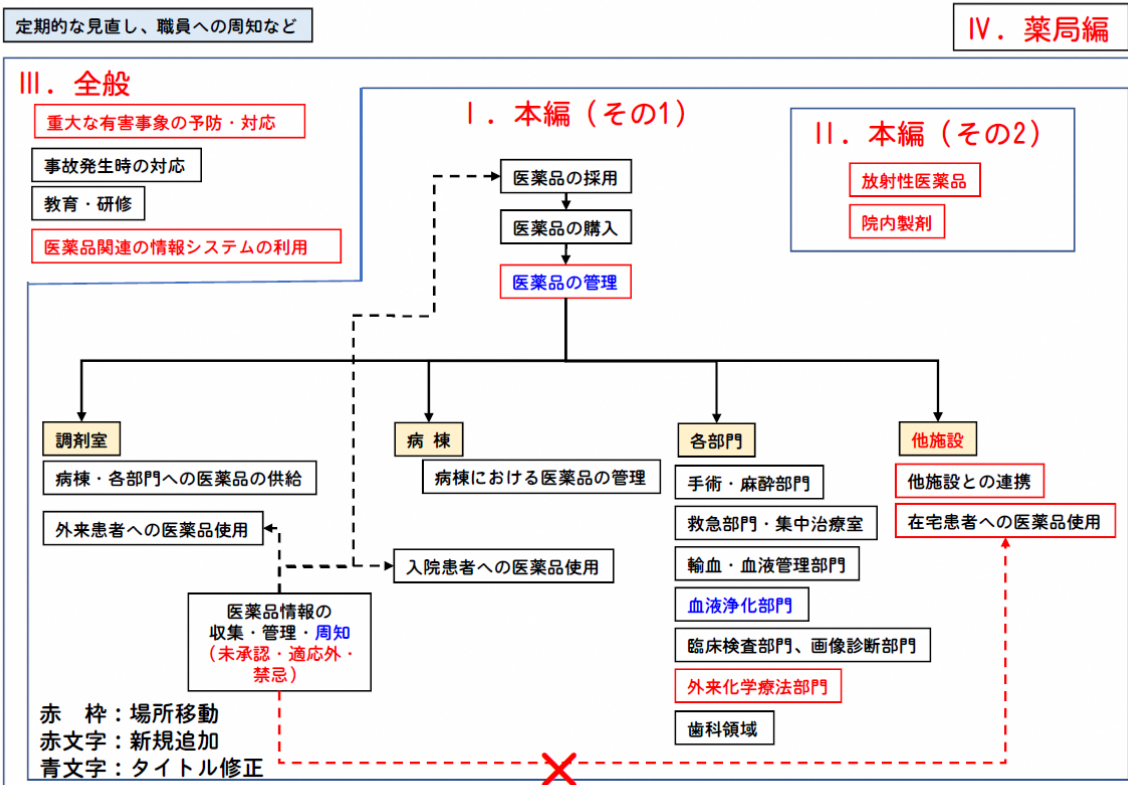 定期的な見直し、職員への周知など
Ⅳ．薬局編
Ⅲ．全般
重大な有害事象の予防・対応
事故発生時の対応
教育・研修
医薬品関連の情報システムの利用
Ⅰ．本編（その1）
Ⅱ．本編（その2）
放射性医薬品
院内製剤
医薬品の採用
医薬品の購入
医薬品の管理
調剤室
病棟・各部門への医薬品の供給
外来患者への医薬品使用
病 棟
病棟における医薬品の管理
入院患者への医薬品使用
各部門
手術・麻酔部門
救急部門・集中治療室
輸血・血液管理部門
血液浄化部門
臨床検査部門、画像診断部門
外来化学療法部門
歯科領域
他施設
他施設との連携
在宅患者への医薬品使用
医薬品情報の
収集・管理・周知
（未承認・適応外・
禁忌）
赤　枠：場所移動
赤文字：新規追加
青文字：タイトル修正